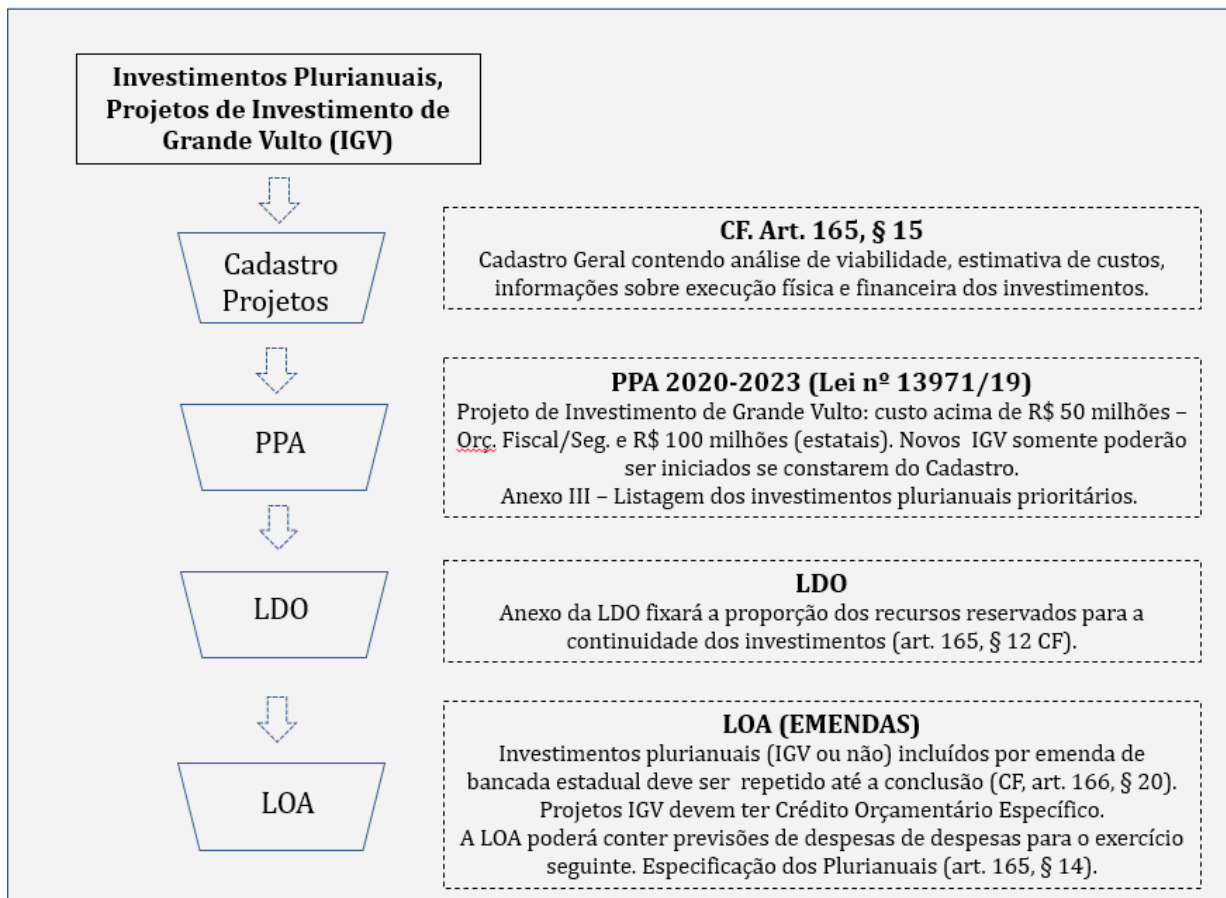 Investimentos Plurianuais,
Projetos de Investimento de
Grande Vulto (IGV)
Cadastro
Projetos
CF. Art. 165, § 15
Cadastro Geral contendo análise de viabilidade, estimativa de custos,
informações sobre execução física e financeira dos investimentos.
PPA
PPA 2020-2023 (Lei nº 13971/19)
Projeto de Investimento de Grande Vulto: custo acima de R$ 50 milhões –
Orç. Fiscal/Seg. e R$ 100 milhões (estatais). Novos IGV somente poderão
ser iniciados se constarem do Cadastro.
Anexo III – Listagem dos investimentos plurianuais prioritários.
LDO
LDO
Anexo da LDO fixará a proporção dos recursos reservados para a
continuidade dos investimentos (art. 165, § 12 CF).
LOA
LOA (EMENDAS)
Investimentos plurianuais (IGV ou não) incluídos por emenda de
bancada estadual deve ser repetido até a conclusão (CF, art. 166, § 20).
Projetos IGV devem ter Crédito Orçamentário Específico.
A LOA poderá conter previsões de despesas de despesas para o exercício
seguinte. Especificação dos Plurianuais (art. 165, § 14).